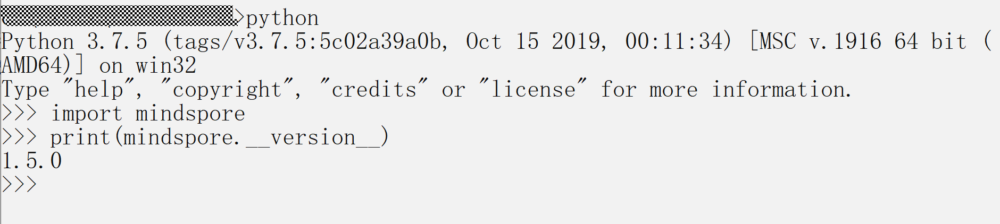 >python
Python 3.7.5 (tags/v3.7.5:5c02a39a0b, Oct 15 2019, 00:11:34) [MSC v.1916 64 bit (
AMD64)] on win32
Type "help", "copyright", "credits" or "license" for more information.
>>> import mindspore
>>> print(mindspore.__version__)
1.5.0
>>>